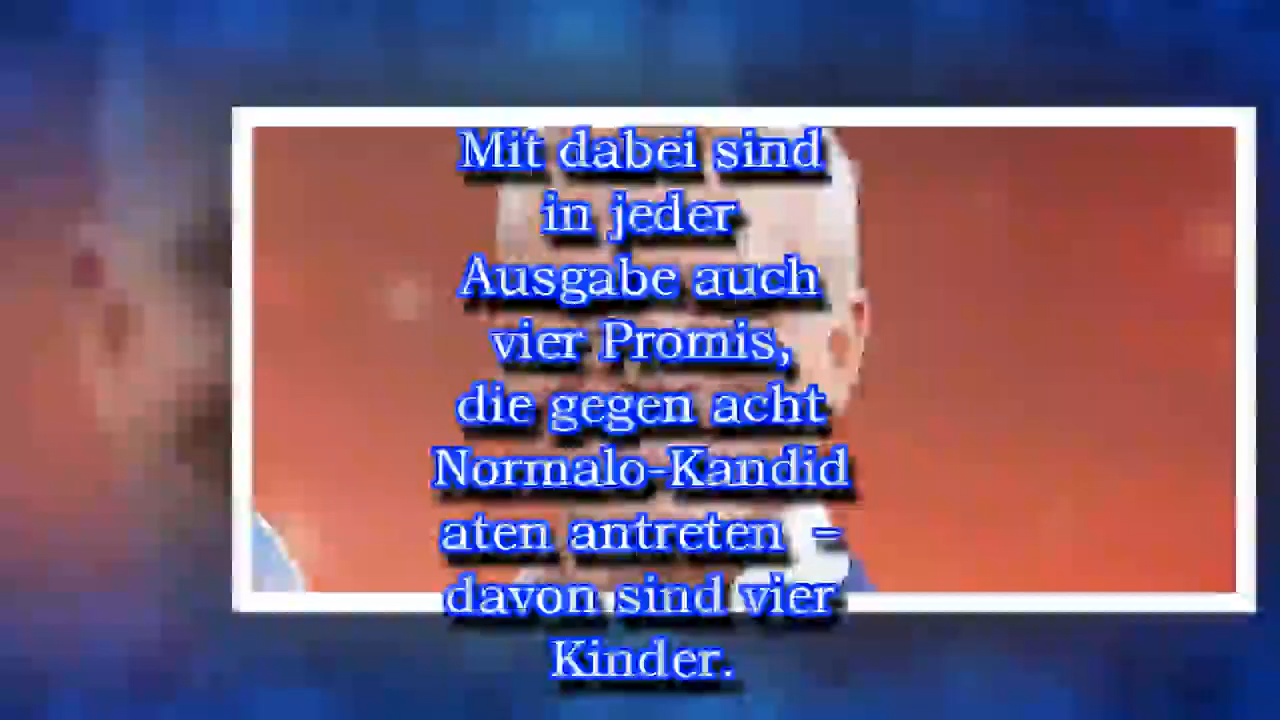 Mit dabei sind
in jeder
Ausgabe auch
vier Promis,
die gegen acht
Normalo-Kandid
aten antreten –
davon sind vier
Kinder.